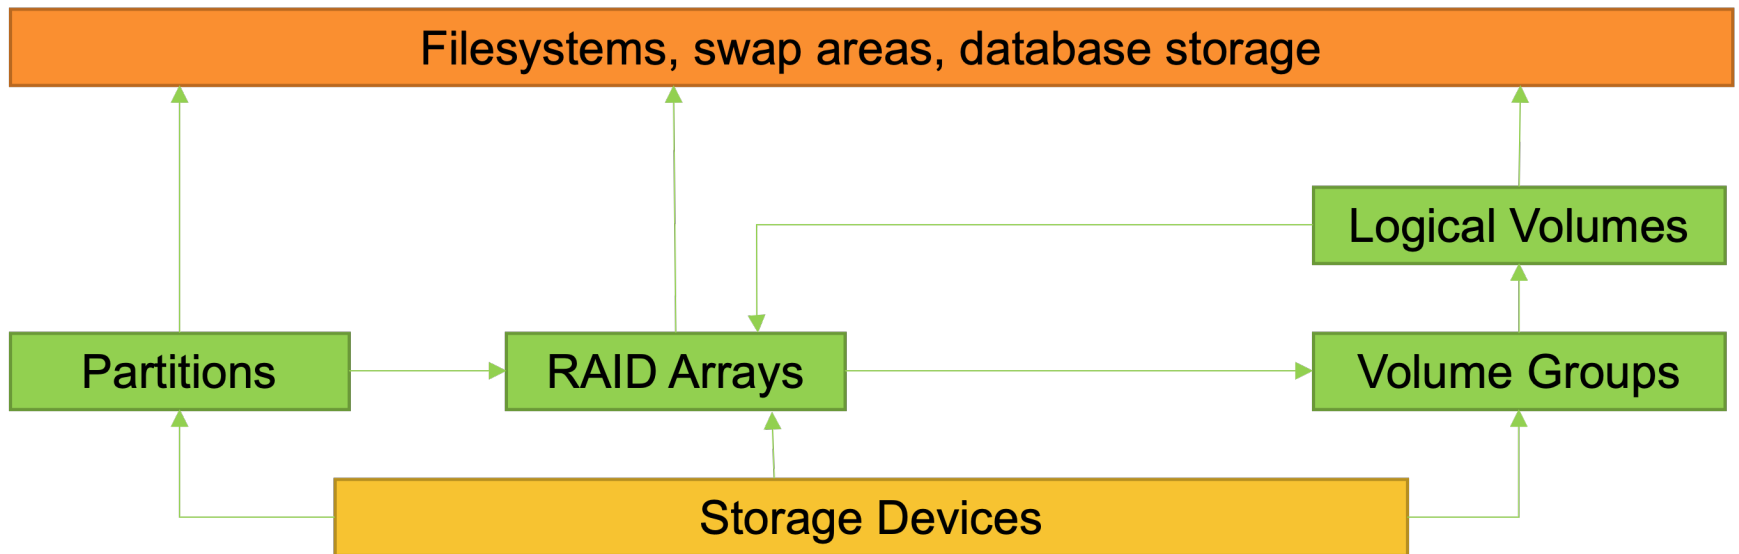 Filesystems, swap areas, database storage
Logical Volumes
Partitions
RAID Arrays
Volume Groups
Storage Devices